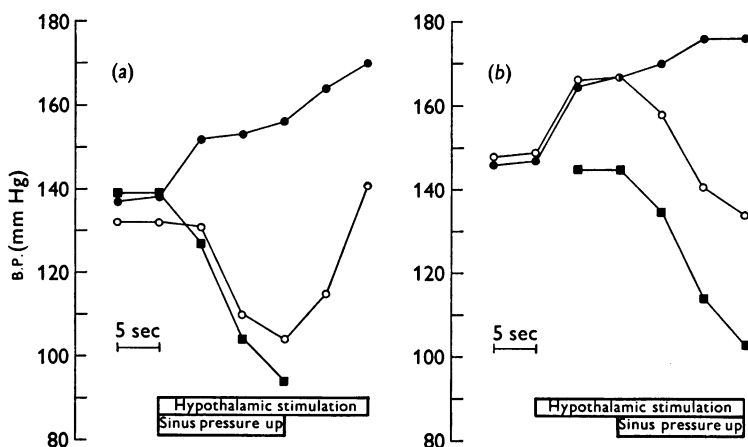 180
(a)
160
140
B.P. (mm Hg)
120
5 sec
100
Hypothalamic stimulation
Sinus pressure up
80
180
(b)
160
140
120
5 sec
100
Hypothalamic stimulation
Sinus pressure up
80